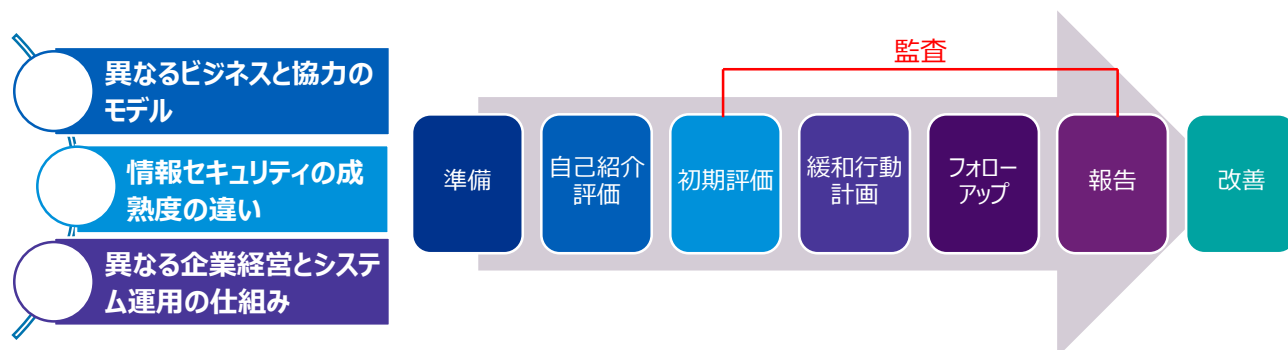 異なるビジネスと協力の
モデル
情報セキュリティの成
熟度の違い
異なる企業経営とシステ
ム運用の仕組み
監査
準備
自己紹介
評価
初期評価
緩和行動
計画
フォロー
アップ
報告
改善